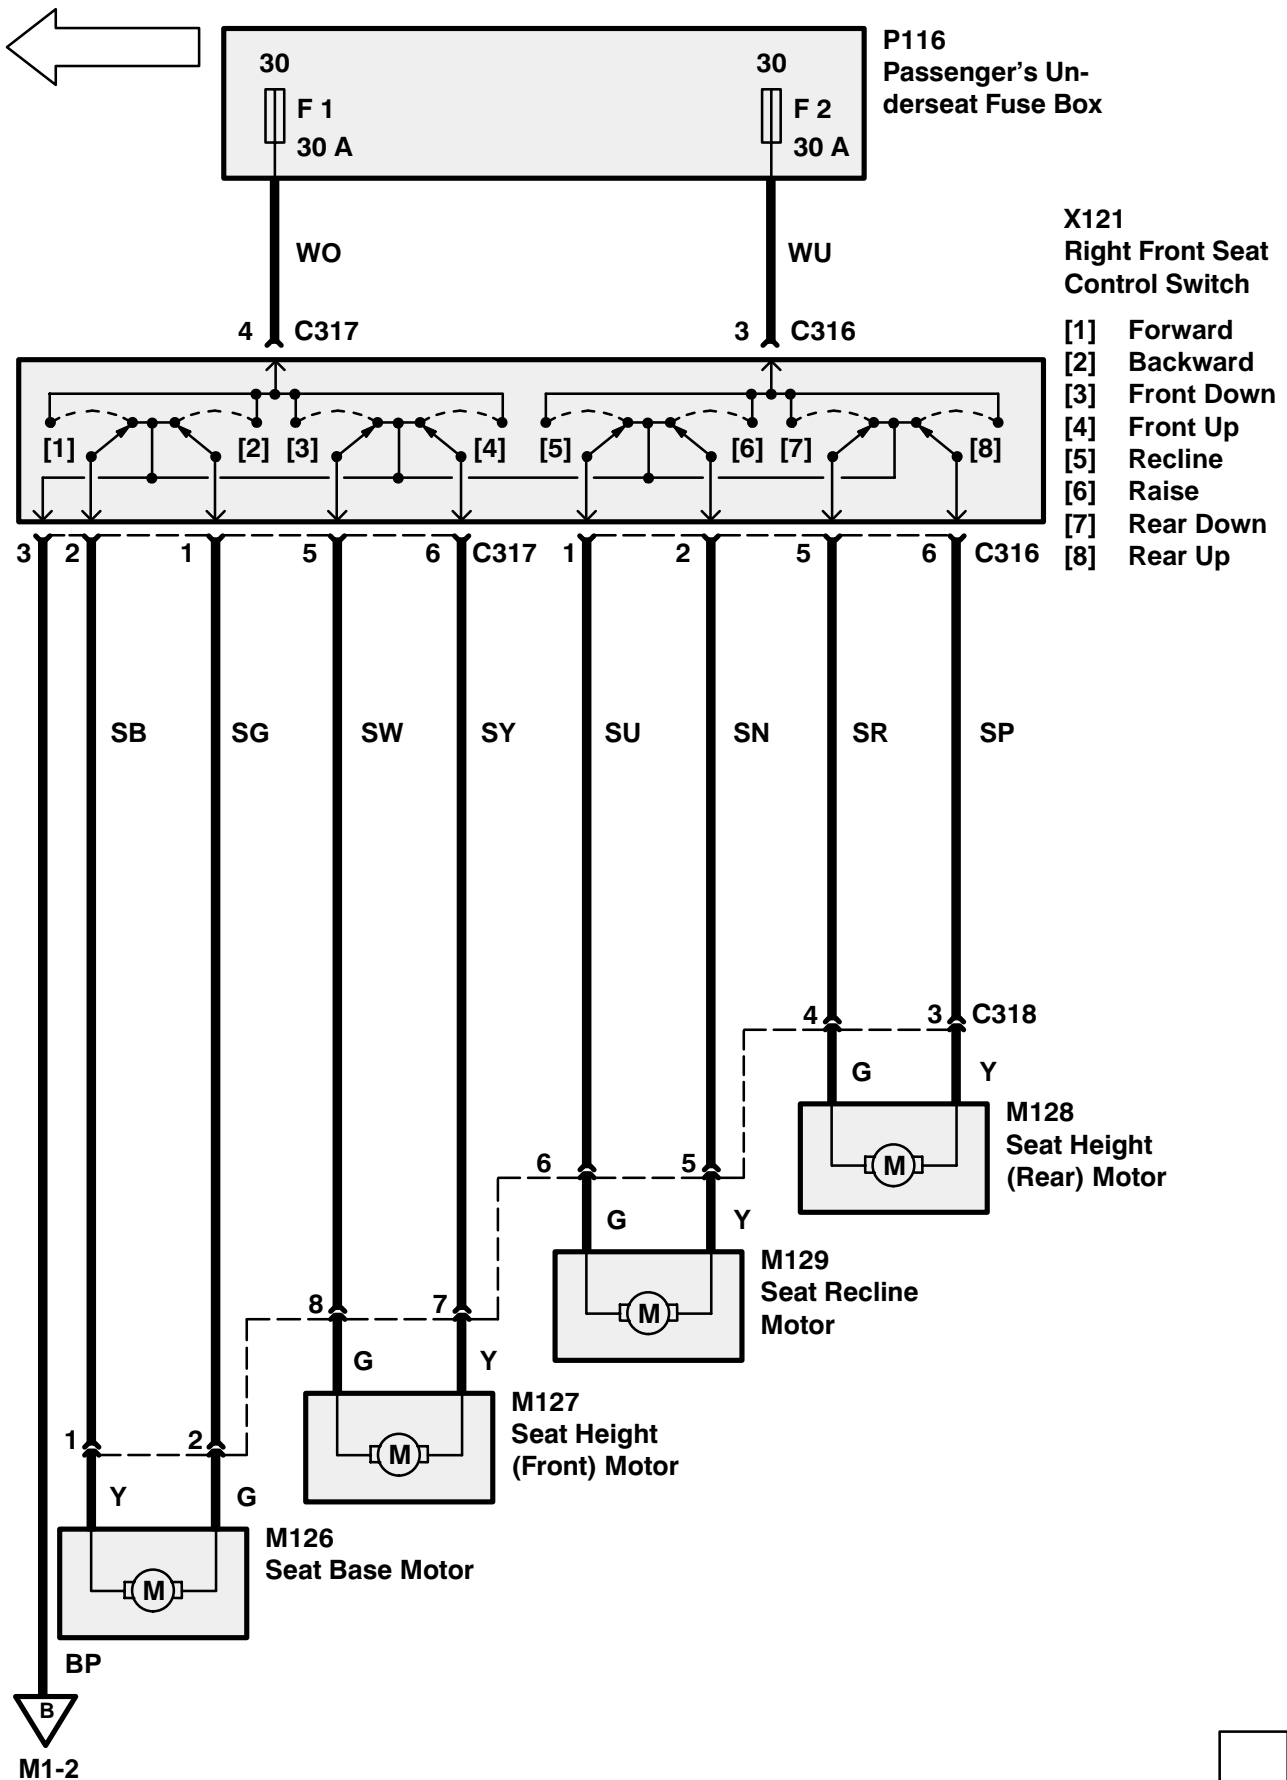 P116
Passenger's Un-
derseat Fuse Box
30
F 1
30 A
30
F 2
30 A
WO
WU
X121
Right Front Seat
Control Switch
[1] Forward
[2] Backward
[3] Front Down
[4] Front Up
[5] Recline
[6] Raise
[7] Rear Down
[8] Rear Up
4 C317
3 C316
[1] [2] [3] [4] [5] [6] [7] [8]
3 2 1 5 6 C317 1 2 5 6 C316
SB SG SW SY SU SN SR SP
4 3 C318
G Y
M128
Seat Height
(Rear) Motor
M
6 5
G Y
M129
Seat Recline
Motor
M
8 7
G Y
M127
Seat Height
(Front) Motor
M
1 2
Y G
M126
Seat Base Motor
M
BP
B
M1-2